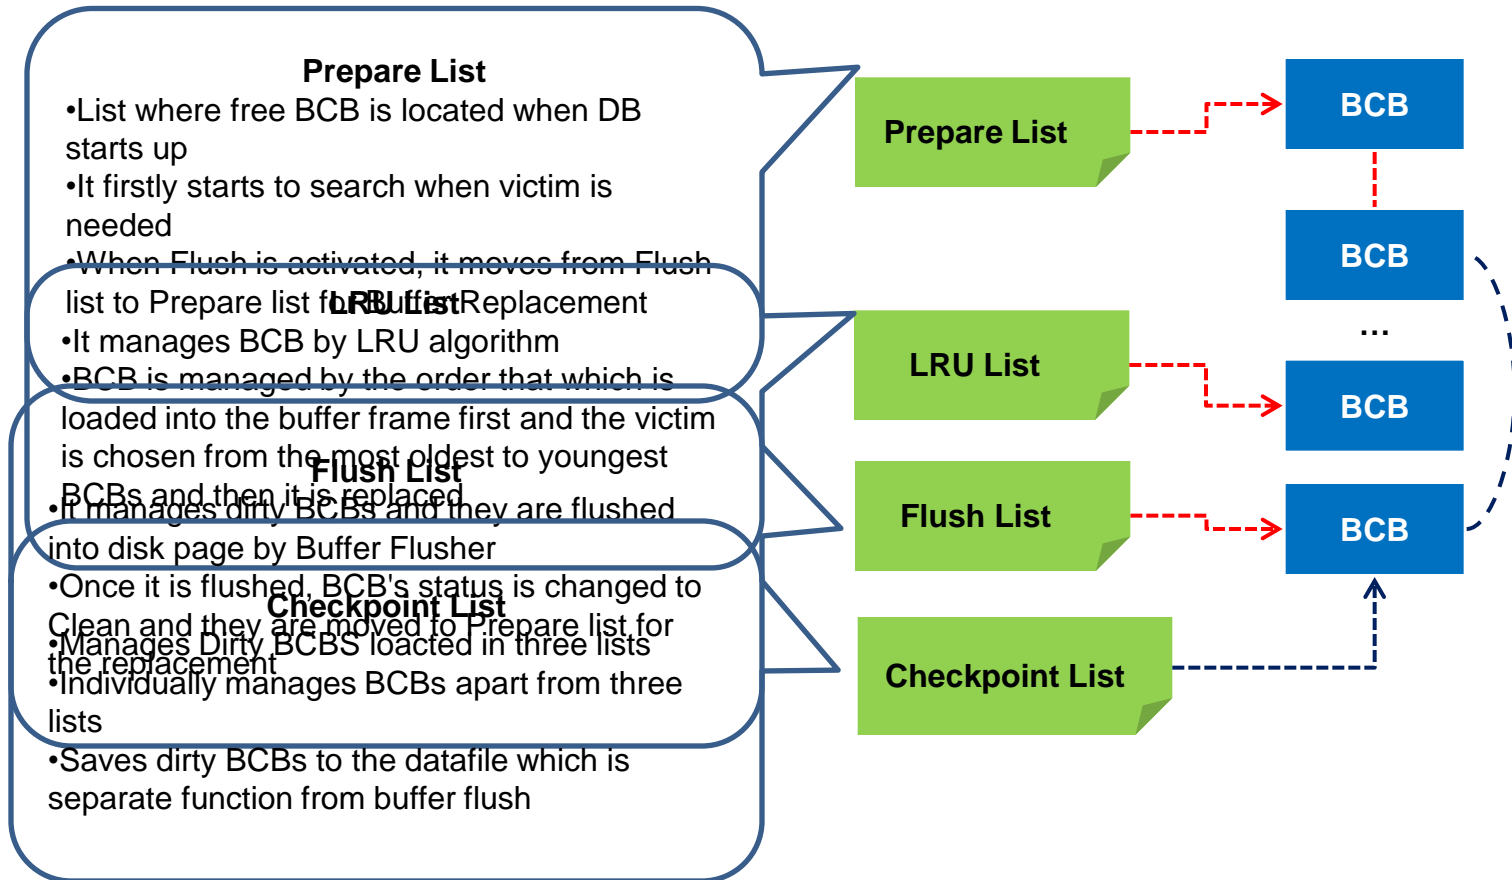 Prepare List
•List where free BCB is located when DB
starts up
•It firstly starts to search when victim is
needed
•When Flush is activated, it moves from Flush
list to Prepare list for Buffer Replacement
LRU List
•It manages BCB by LRU algorithm
•BCB is managed by the order that which is
loaded into the buffer frame first and the victim
is chosen from the most oldest to youngest
BCBs and then it is replaced
Flush List
•It manages dirty BCBs and they are flushed
into disk page by Buffer Flusher
•Once it is flushed, BCB's status is changed to
Clean and they are moved to Prepare list for
the replacement
Checkpoint List
•Manages Dirty BCBS loacted in three lists
•Individually manages BCBs apart from three
lists
•Saves dirty BCBs to the datafile which is
separate function from buffer flush
Prepare List
LRU List
Flush List
Checkpoint List
BCB
BCB
...
BCB
BCB